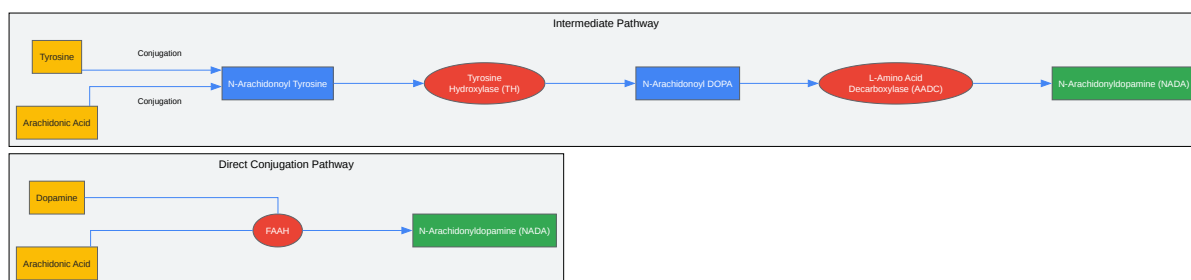 Intermediate Pathway
Tyrosine
Conjugation
N-Arachidonoyl Tyrosine
Tyrosine
Hydroxylase (TH)
N-Arachidonoyl DOPA
L-Amino Acid
Decarboxylase (AADC)
N-Arachidonyldopamine (NADA)
Conjugation
Arachidonic Acid
Direct Conjugation Pathway
Dopamine
FAAH
N-Arachidonyldopamine (NADA)
Arachidonic Acid